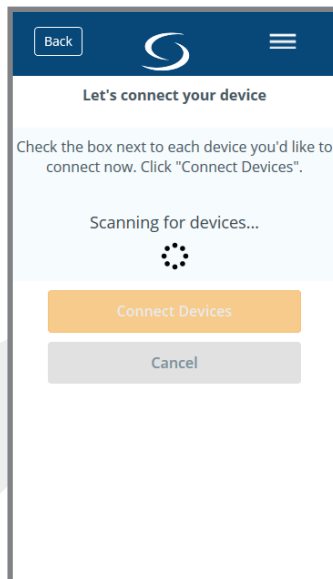 Back
Let's connect your device
Check the box next to each device you'd like to
connect now. Click "Connect Devices".
Scanning for devices...
Connect Devices
Cancel